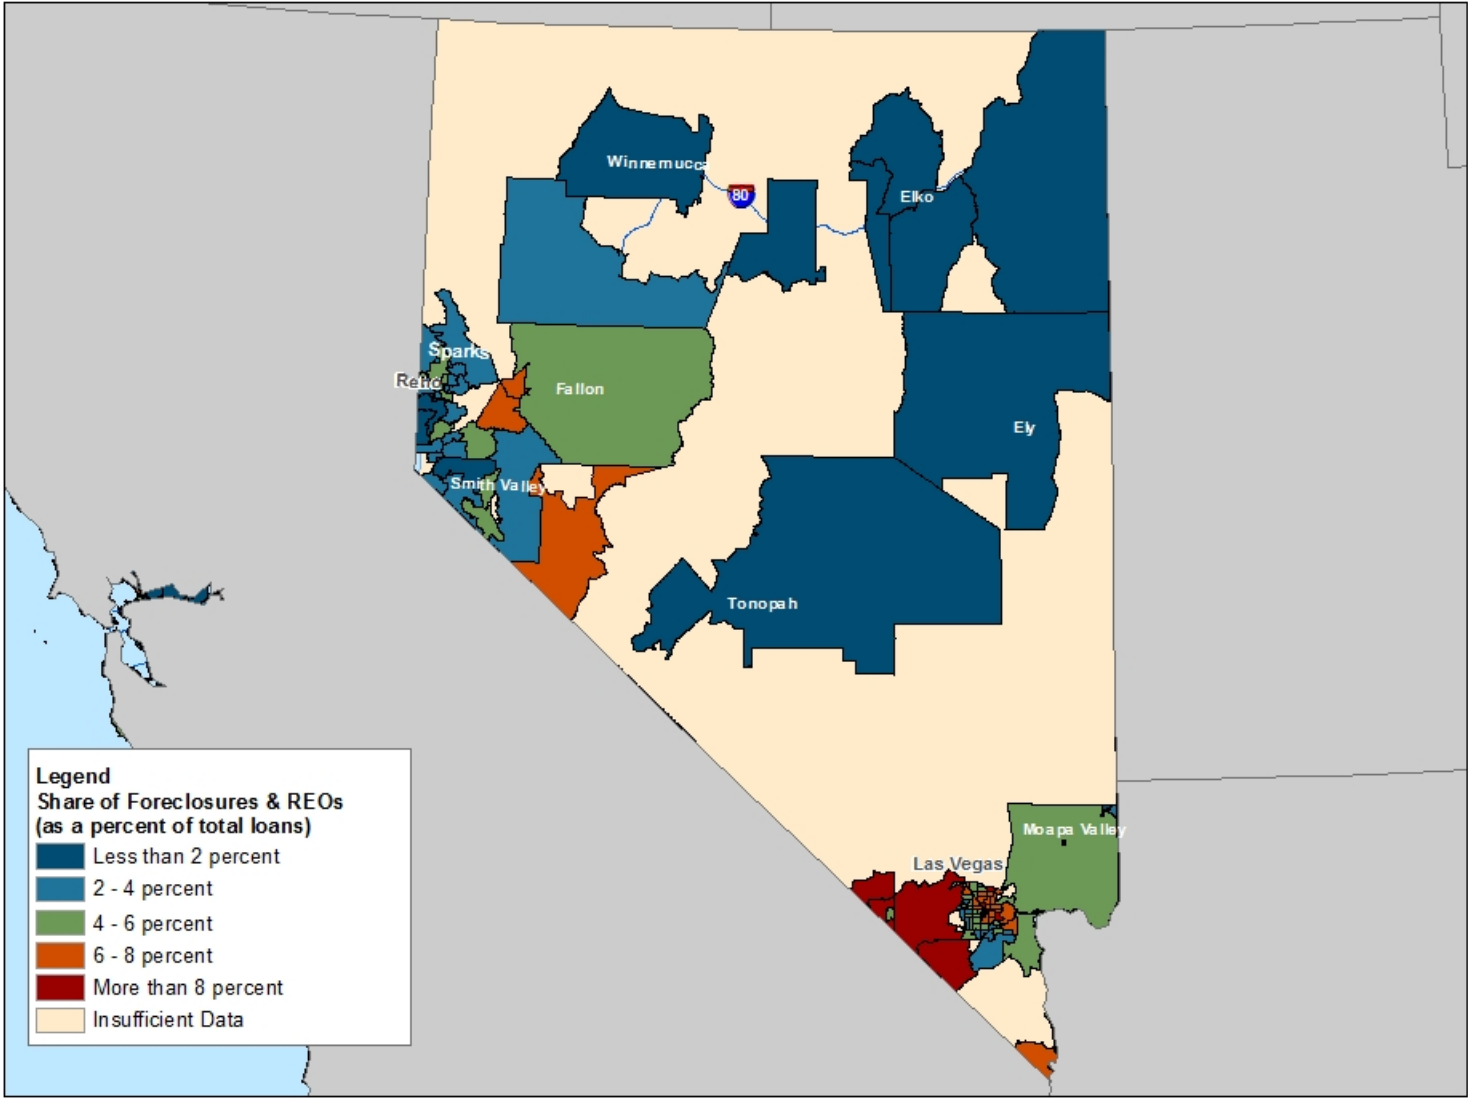 Winnemucca
80
Elko
Sparks
Reno
Fallon
Ely
Smith Valley
Tonopah
Moapa Valley
Las Vegas
Legend
Share of Foreclosures & REOs
(as a percent of total loans)
Less than 2 percent
2 - 4 percent
4 - 6 percent
6 - 8 percent
More than 8 percent
Insufficient Data